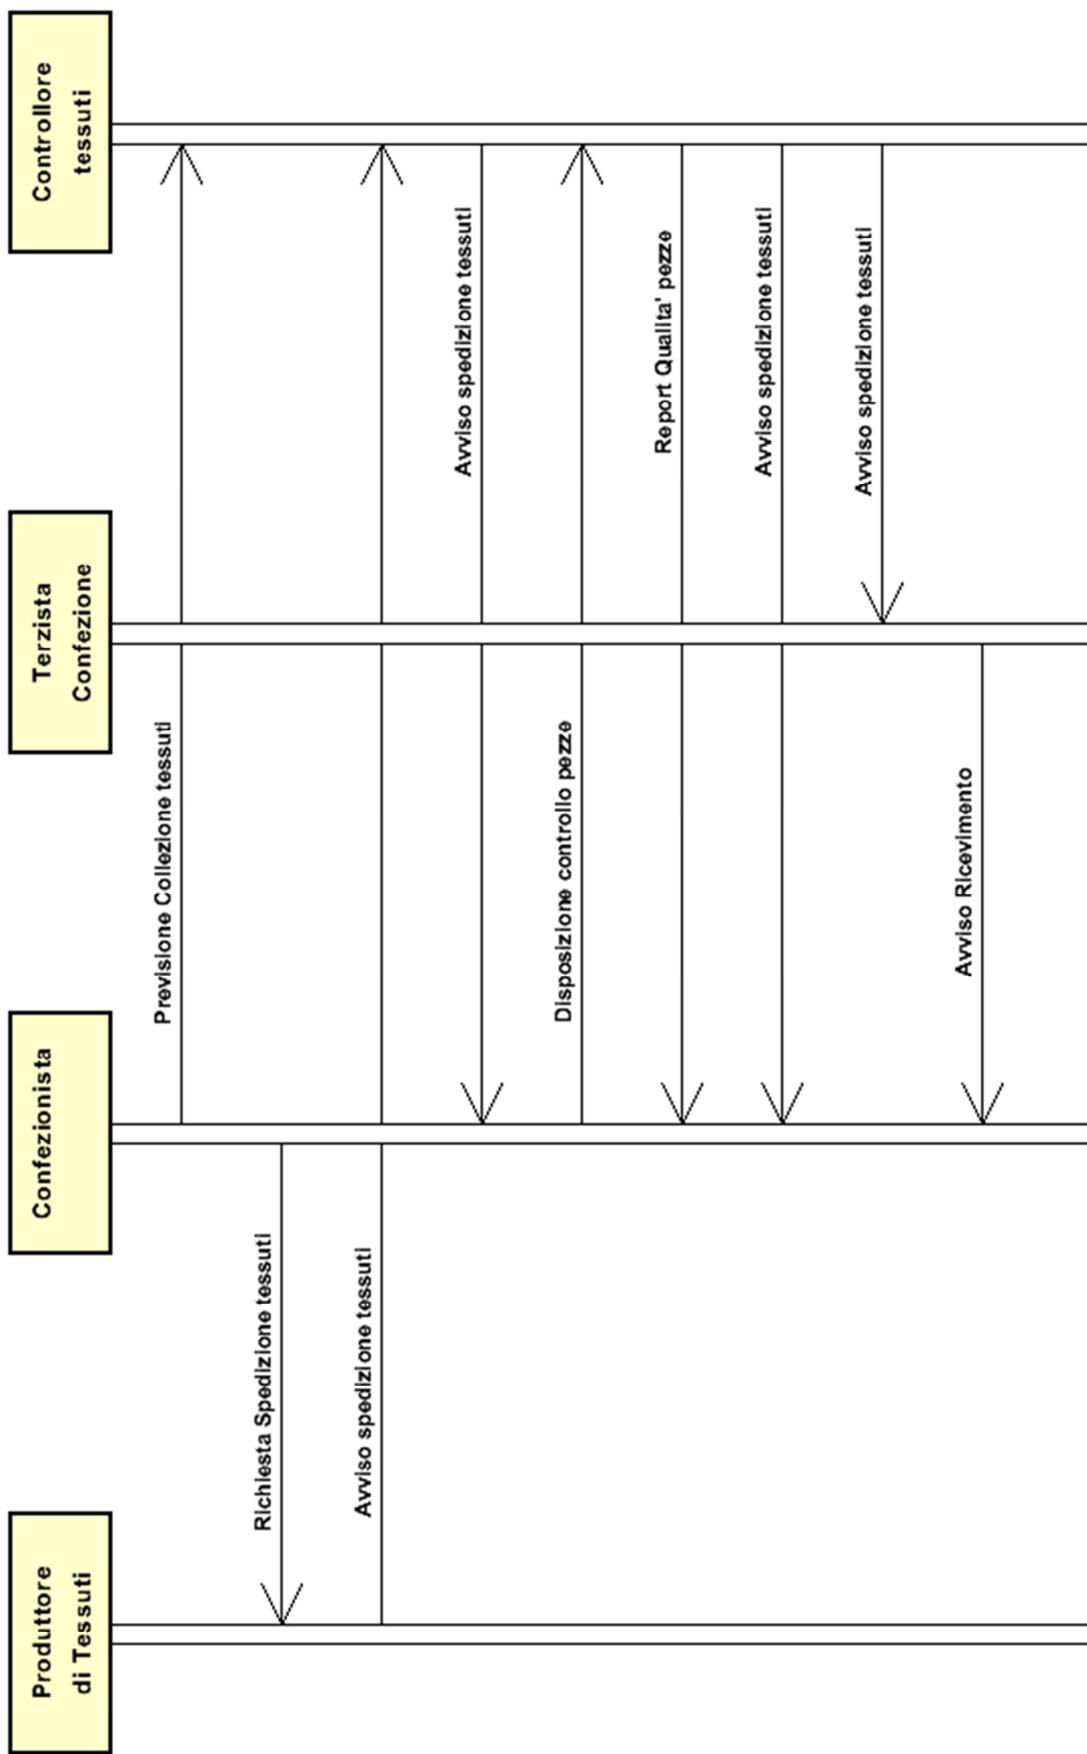 Produttore
di Tessuti
Confezionista
Terzista
Confezione
Controllore
tessuti
Previsione Collezione tessuti
Richiesta Spedizione tessuti
Avviso spedizione tessuti
Avviso spedizione tessuti
Disposizione controllo pezze
Report Qualita' pezze
Avviso spedizione tessuti
Avviso spedizione tessuti
Avviso Ricevimento